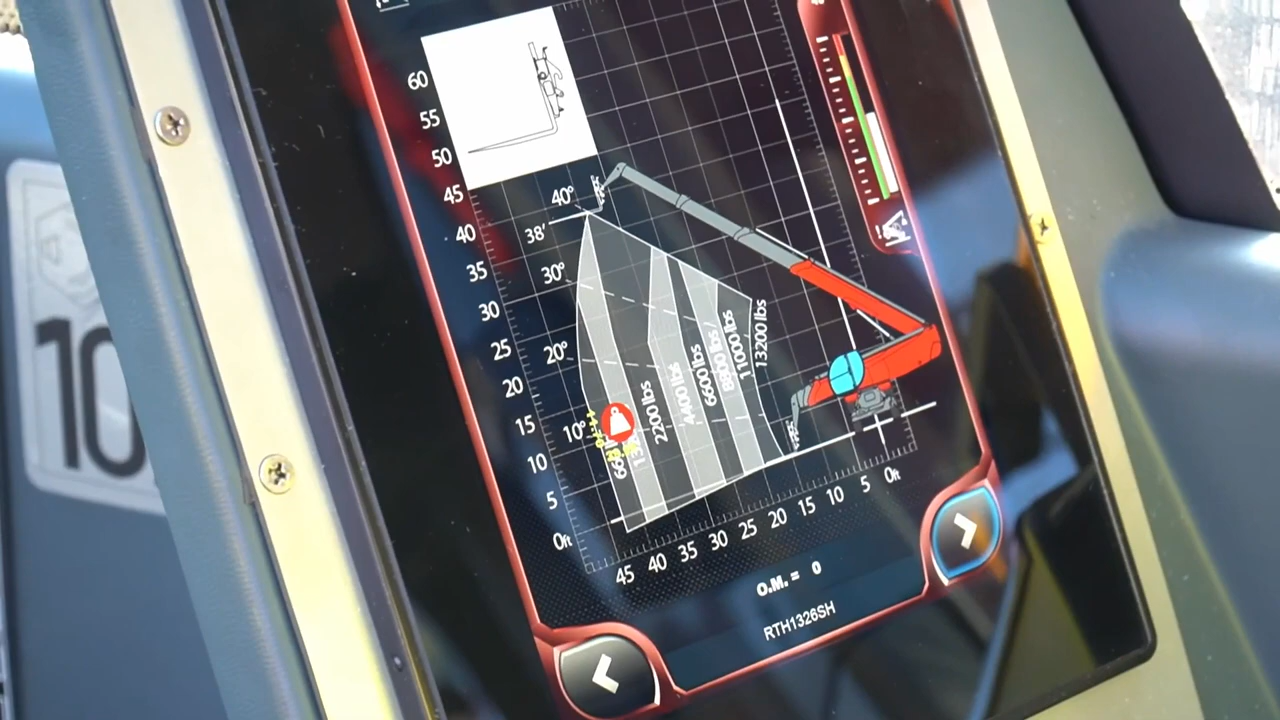 60
55
50
45
40
35
30
25
20
15
10
5
0ft
40°
38'
30°
20°
10°
2200 lbs
4400 lbs
6600 lbs
8800 lbs
11000 lbs
13200 lbs
45 40 35 30 25 20 15 10 5 0ft
O.M. = 0
RTH1326SH
10